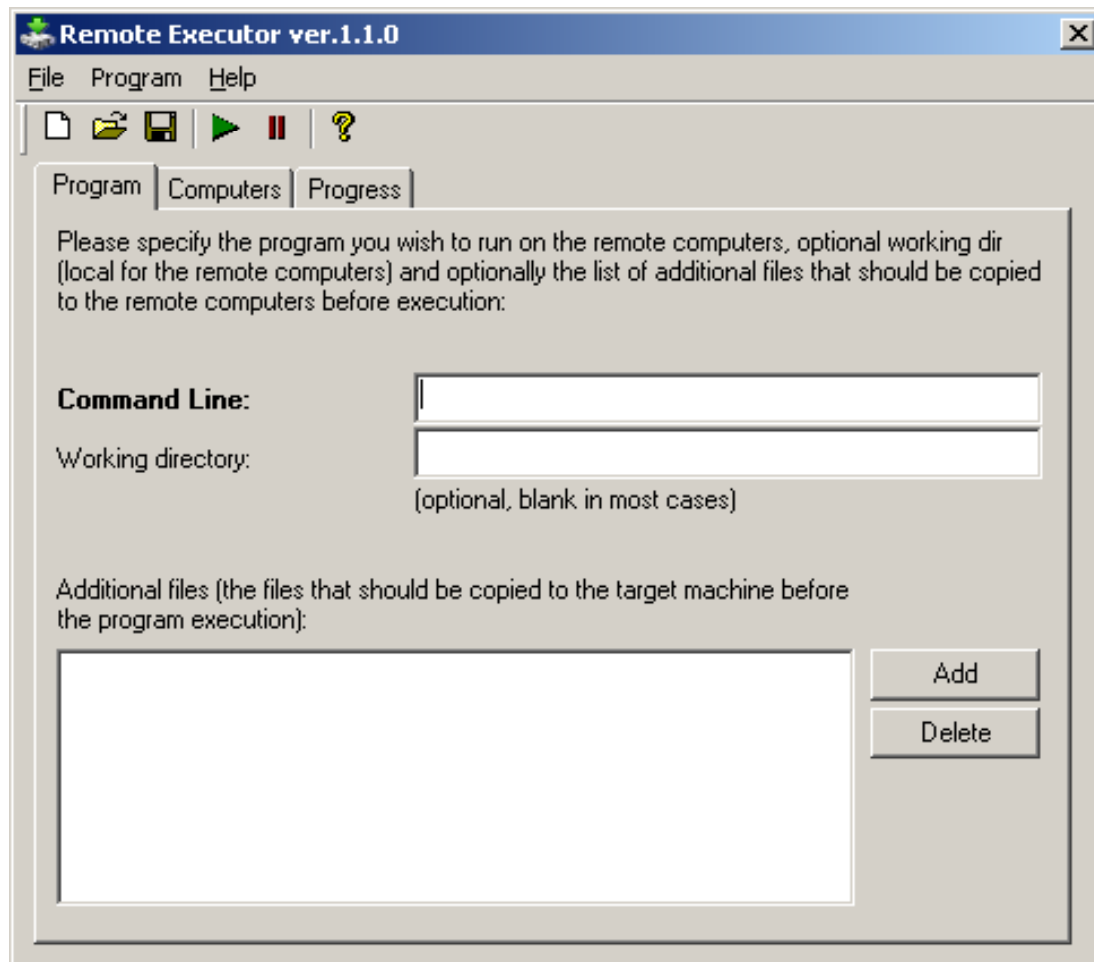 Remote Executor ver.1.1.0
File Program Help
Program Computers Progress
Please specify the program you wish to run on the remote computers, optional working dir
(local for the remote computers) and optionally the list of additional files that should be copied
to the remote computers before execution:
Command Line:
Working directory:
(optional, blank in most cases)
Additional files (the files that should be copied to the target machine before
the program execution):
Add
Delete